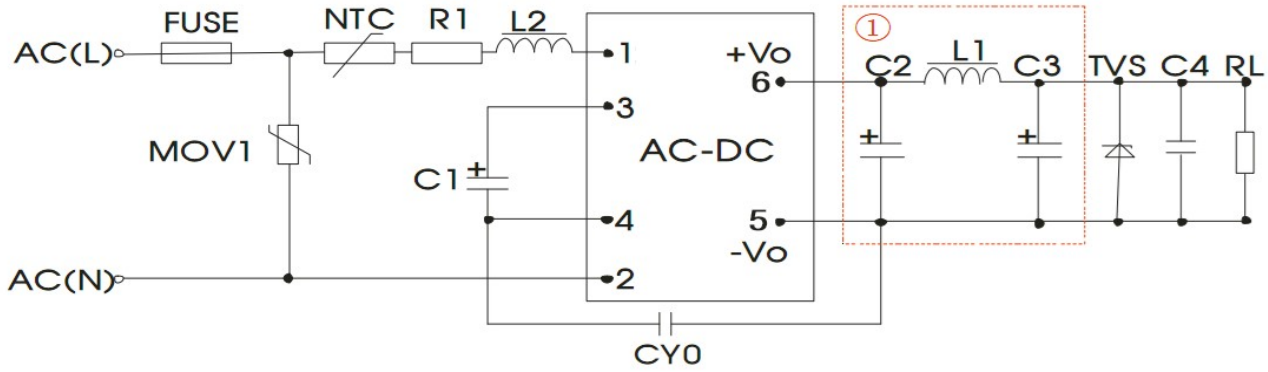 FUSE
NTC
R1
L2
AC(L)
MOV1
C1
+
1
3
4
2
AC-DC
+Vo
6
5
-Vo
①
C2
L1
C3
TVS
C4
RL
+
+
AC(N)
CY0